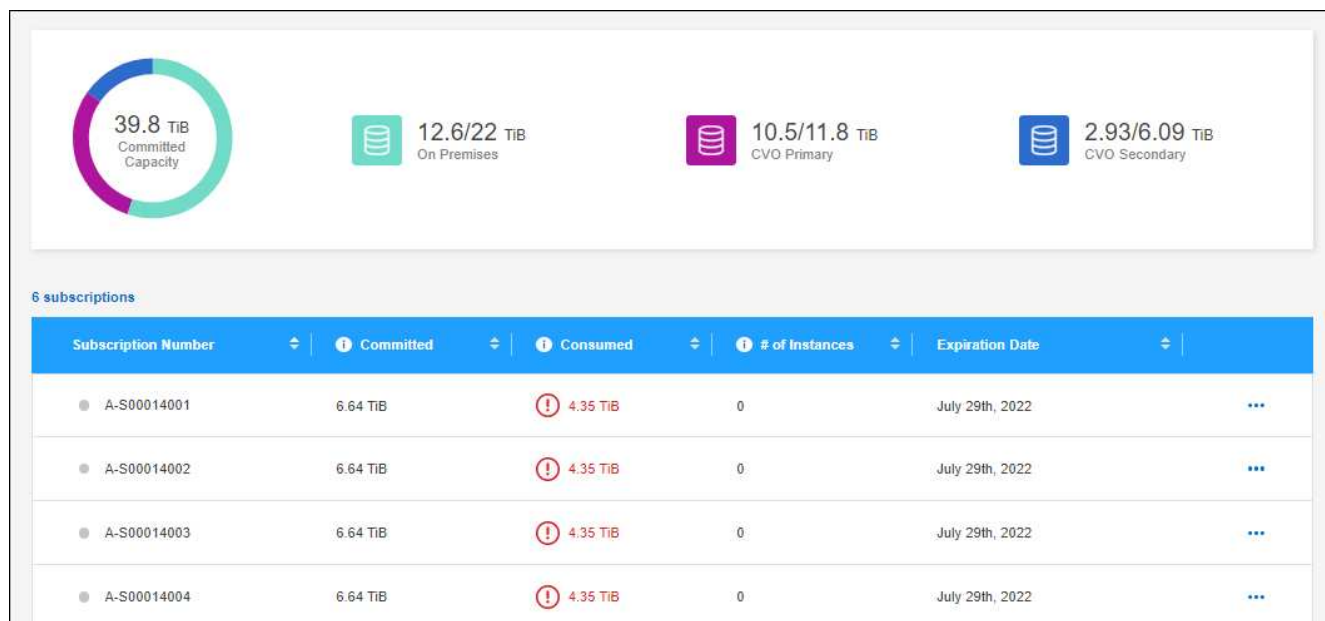 39.8 TiB
Committed
Capacity
12.6/22 TiB
On Premises
10.5/11.8 TiB
CVO Primary
2.93/6.09 TiB
CVO Secondary
6 subscriptions
Subscription Number Committed Consumed # of Instances Expiration Date
A-S00014001 6.64 TiB 4.35 TiB 0 July 29th, 2022
A-S00014002 6.64 TiB 4.35 TiB 0 July 29th, 2022
A-S00014003 6.64 TiB 4.35 TiB 0 July 29th, 2022
A-S00014004 6.64 TiB 4.35 TiB 0 July 29th, 2022